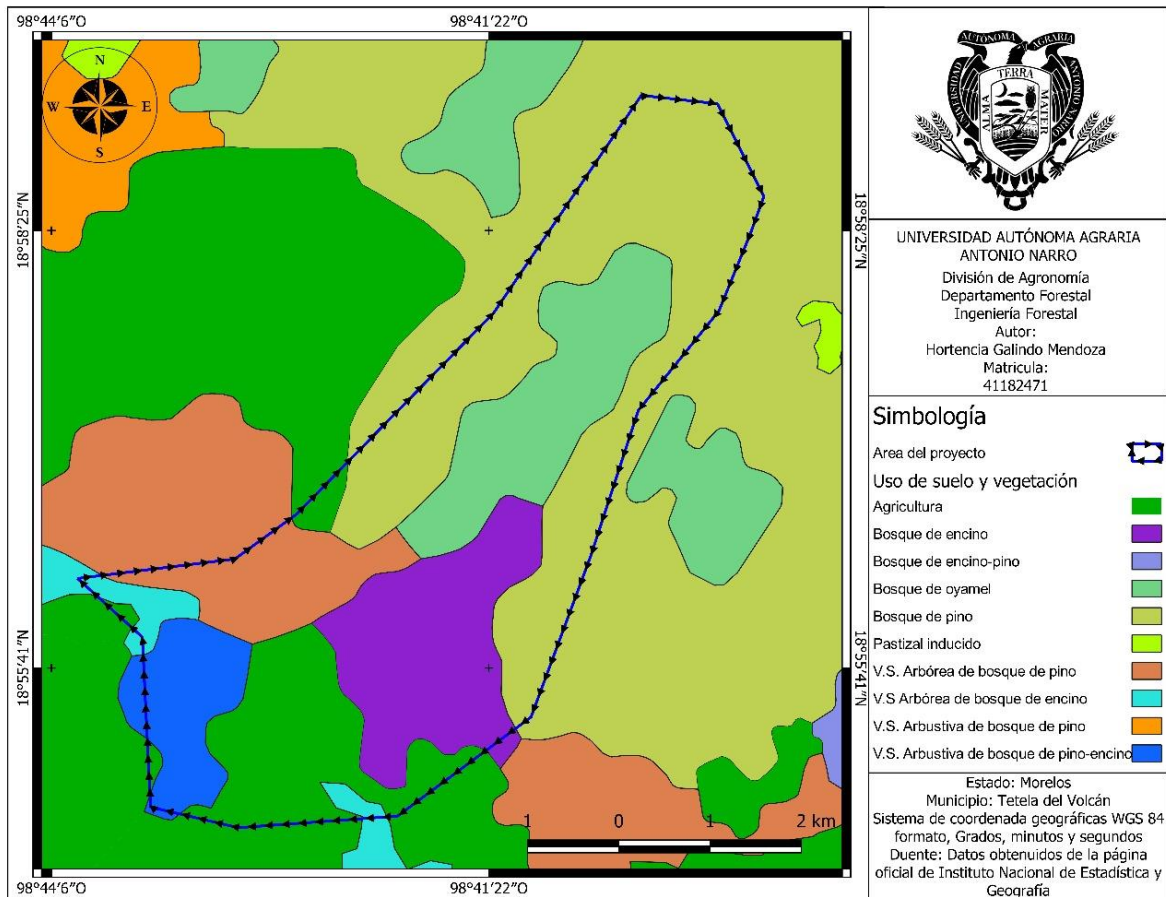 98°44′6″O
98°41′22″O
N
W
E
S
18°58′25″N
18°58′25″N
18°55′41″N
18°55′41″N
1 0 1 2 km
98°44′6″O
98°41′22″O
UNIVERSIDAD AUTÓNOMA AGRARIA ANTONIO NARRO
ALMA TERRA MATER
UNIVERSIDAD AUTÓNOMA AGRARIA
ANTONIO NARRO
División de Agronomía
Departamento Forestal
Ingeniería Forestal
Autor:
Hortencia Galindo Mendoza
Matricula:
41182471
Simbología
Area del proyecto
Uso de suelo y vegetación
Agricultura
Bosque de encino
Bosque de encino-pino
Bosque de oyamel
Bosque de pino
Pastizal inducido
V.S. Arbórea de bosque de pino
V.S Arbórea de bosque de encino
V.S. Arbustiva de bosque de pino
V.S. Arbustiva de bosque de pino-encino
Estado: Morelos
Municipio: Tetela del Volcán
Sistema de coordenada geográficas WGS 84
formato, Grados, minutos y segundos
Duente: Datos obtenuidos de la página
oficial de Instituto Nacional de Estadística y
Geografía